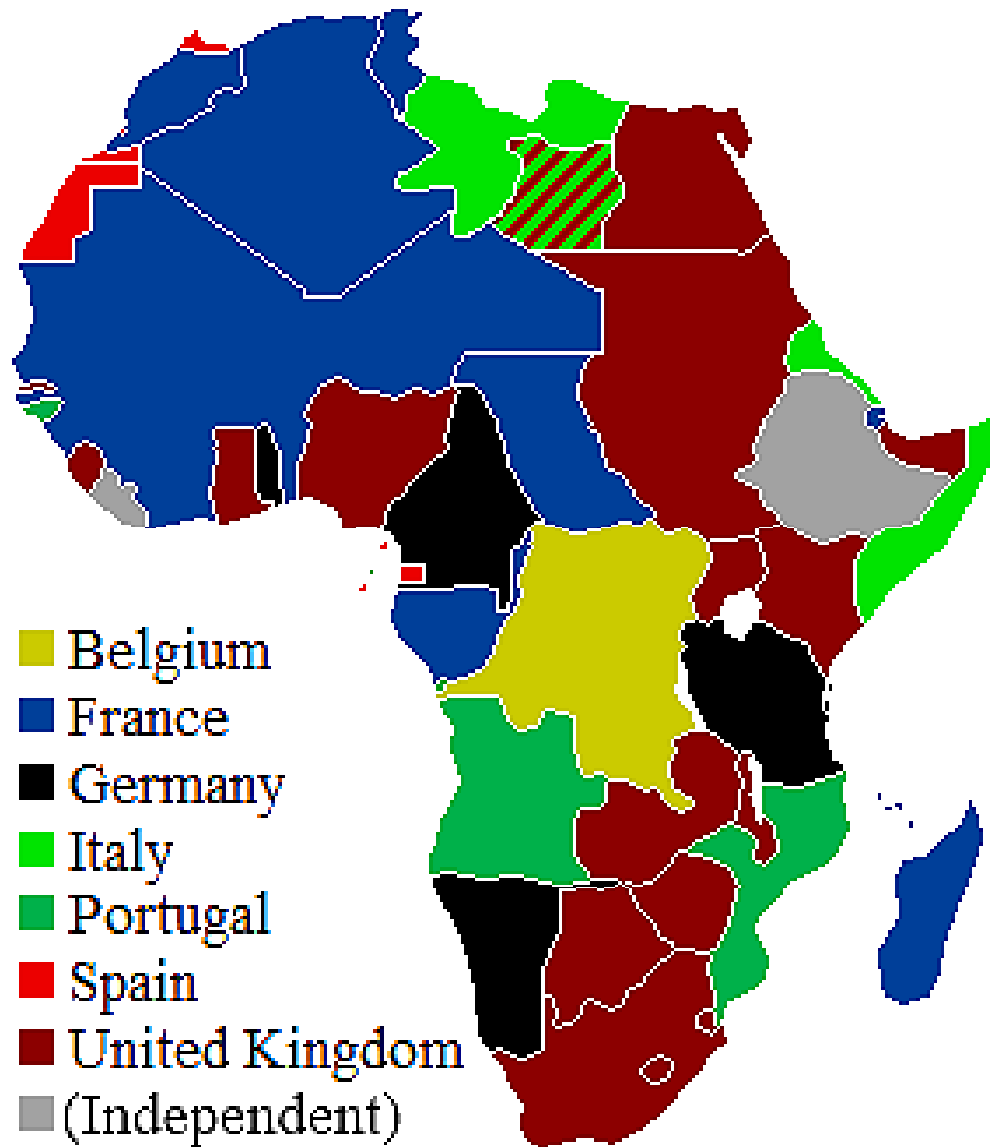 Belgium
France
Germany
Italy
Portugal
Spain
United Kingdom
(Independent)